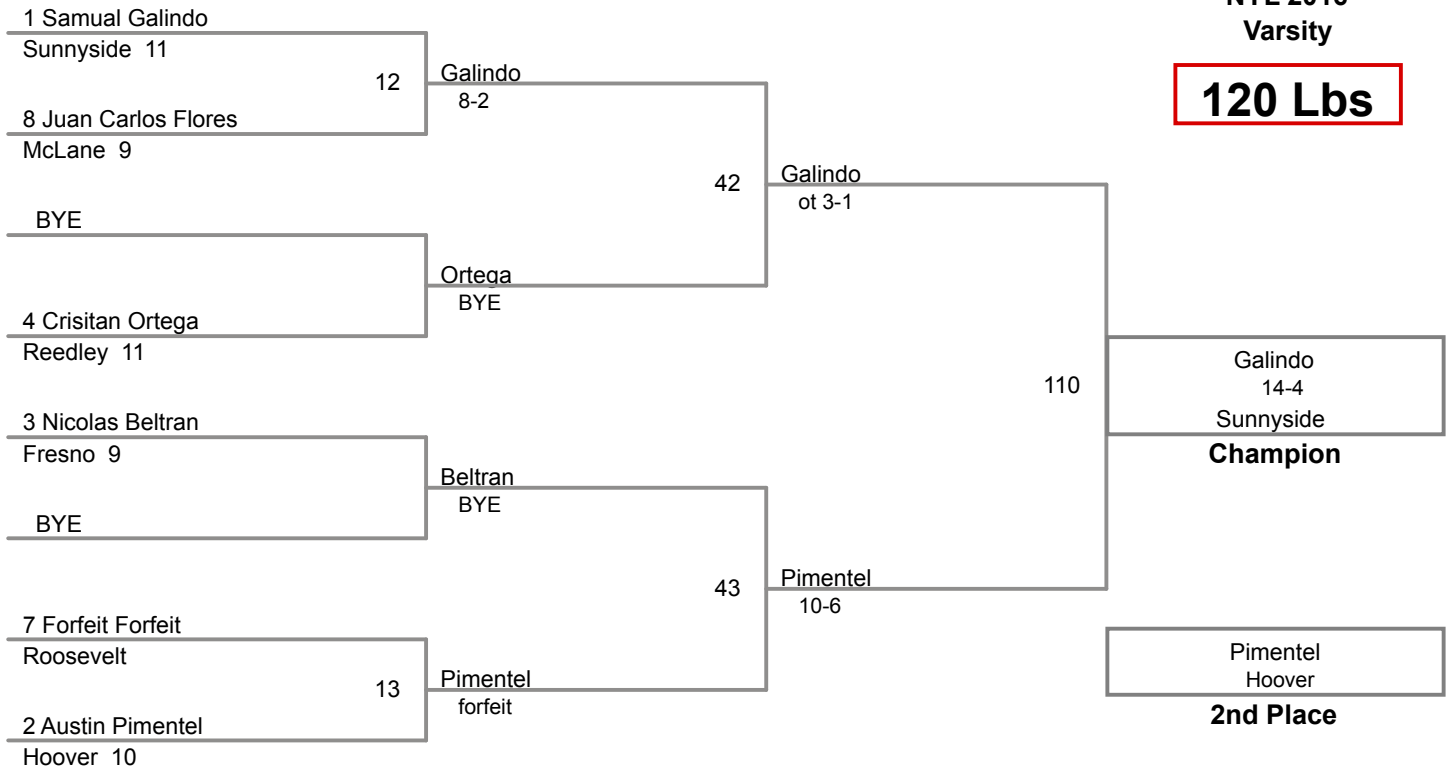 Varsity
120 Lbs
1 Samual Galindo
Sunnyside 11
12
Galindo
8-2
8 Juan Carlos Flores
McLane 9
42
Galindo
ot 3-1
BYE
Ortega
BYE
4 Crisitan Ortega
Reedley 11
110
Galindo
14-4
Sunnyside
Champion
3 Nicolas Beltran
Fresno 9
Beltran
BYE
BYE
43
Pimentel
10-6
7 Forfeit Forfeit
Roosevelt
13
Pimentel
forfeit
2 Austin Pimentel
Hoover 10
Pimentel
Hoover
2nd Place